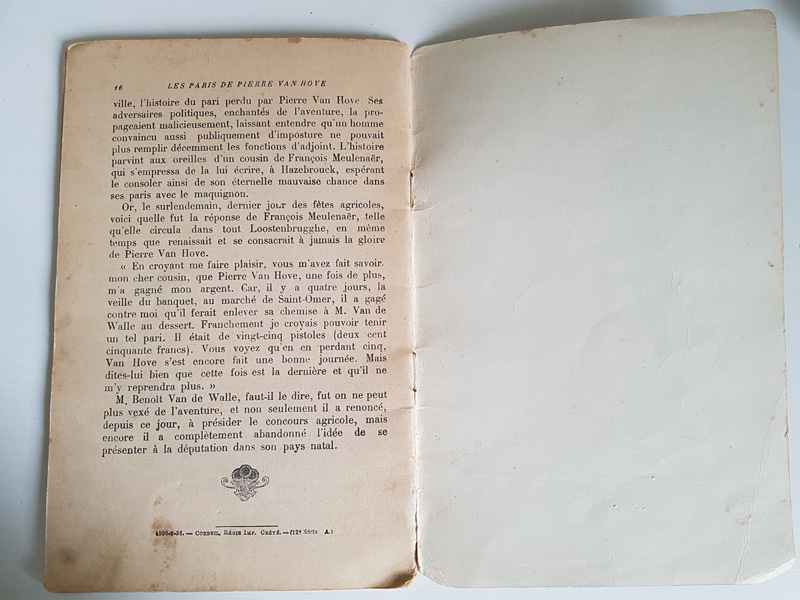 16 LES PARIS DE PIERRE VAN HOVE
ville, l'histoire du pari perdu par Pierre Van Hove Ses
adversaires politiques, enchantés de l'aventure, la pro-
pageaient malicieusement, laissant entendre qu'un homme
convaincu aussi publiquement d'imposture ne pouvait
plus remplir décemment les fonctions d'adjoint. L'histoire
parvint aux oreilles d'un cousin de François Meulenaër,
qui s'empressa de la lui écrire, à Hazebrouck, espérant
le consoler ainsi de son éternelle mauvaise chance dans
ses paris avec le maquignon.
Or, le surlendemain, dernier jour des fêtes agricoles,
voici quelle fut la réponse de François Meulenaër, telle
qu'elle circula dans tout Loostenbrugghe, en même
temps que renaissait et se consacrait à jamais la gloire
de Pierre Van Hove.
« En croyant me faire plaisir, vous m'avez fait savoir,
mon cher cousin, que Pierre Van Hove, une fois de plus,
m'a gagné mon argent. Car, il y a quatre jours, la
veille du banquet, au marché de Saint-Omer, il a gagé
contre moi qu'il ferait enlever sa chemise à M. Van de
Walle au dessert. Franchement je croyais pouvoir tenir
un tel pari. Il était de vingt-cinq pistoles (deux cent
cinquante francs). Vous voyez qu'en en perdant cinq,
Van Hove s'est encore fait une bonne journée. Mais
dites-lui bien que cette fois est la dernière et qu'il ne
m'y reprendra plus. »
M. Benoît Van de Walle, faut-il le dire, fut on ne peut
plus vexé de l'aventure, et non seulement il a renoncé,
depuis ce jour, à présider le concours agricole, mais
encore il a complètement abandonné l'idée de se
présenter à la députation dans son pays natal.
CORBEIL, RÉGIE IMP. CRÉTÉ. — (12e Série A.)